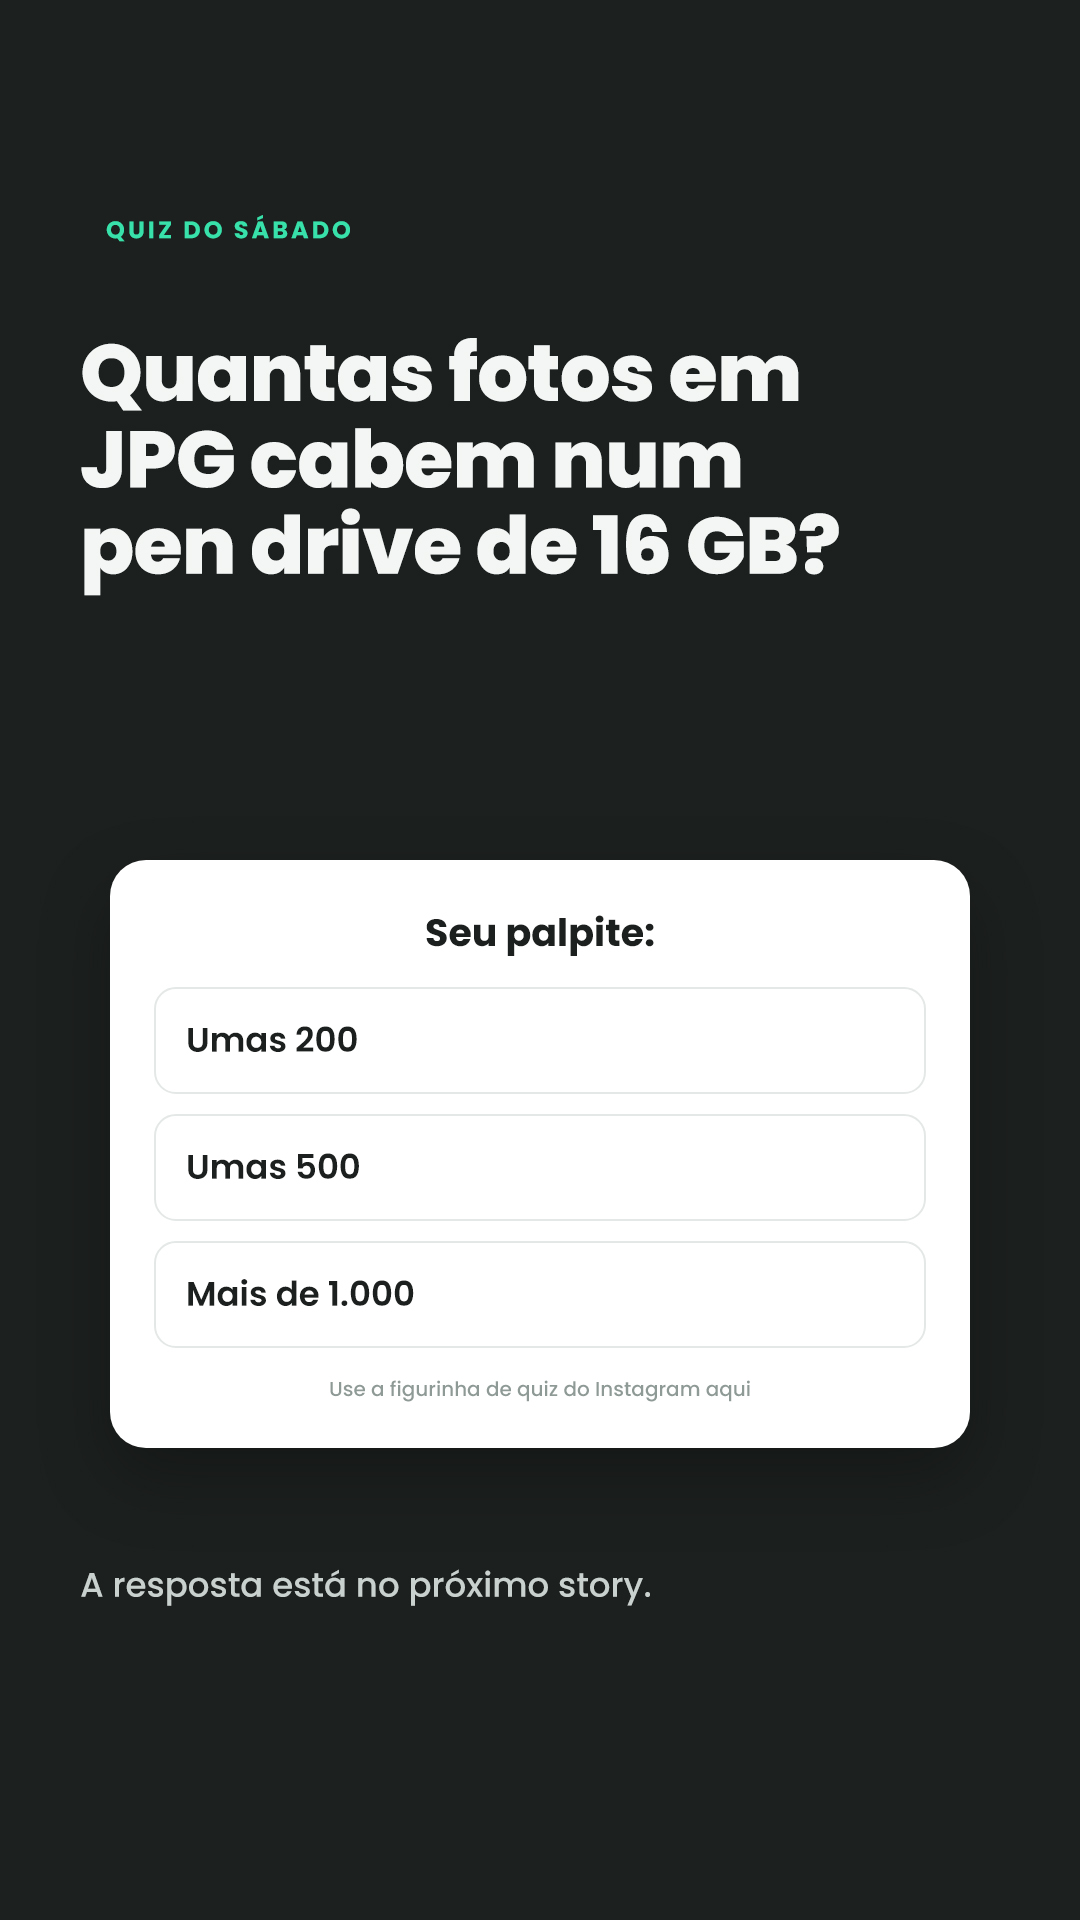 QUIZ DO SÁBADO
Quantas fotos em
JPG cabem num
pen drive de 16 GB?
Seu palpite:
Umas 200
Umas 500
Mais de 1.000
Use a figurinha de quiz do Instagram aqui
A resposta está no próximo story.